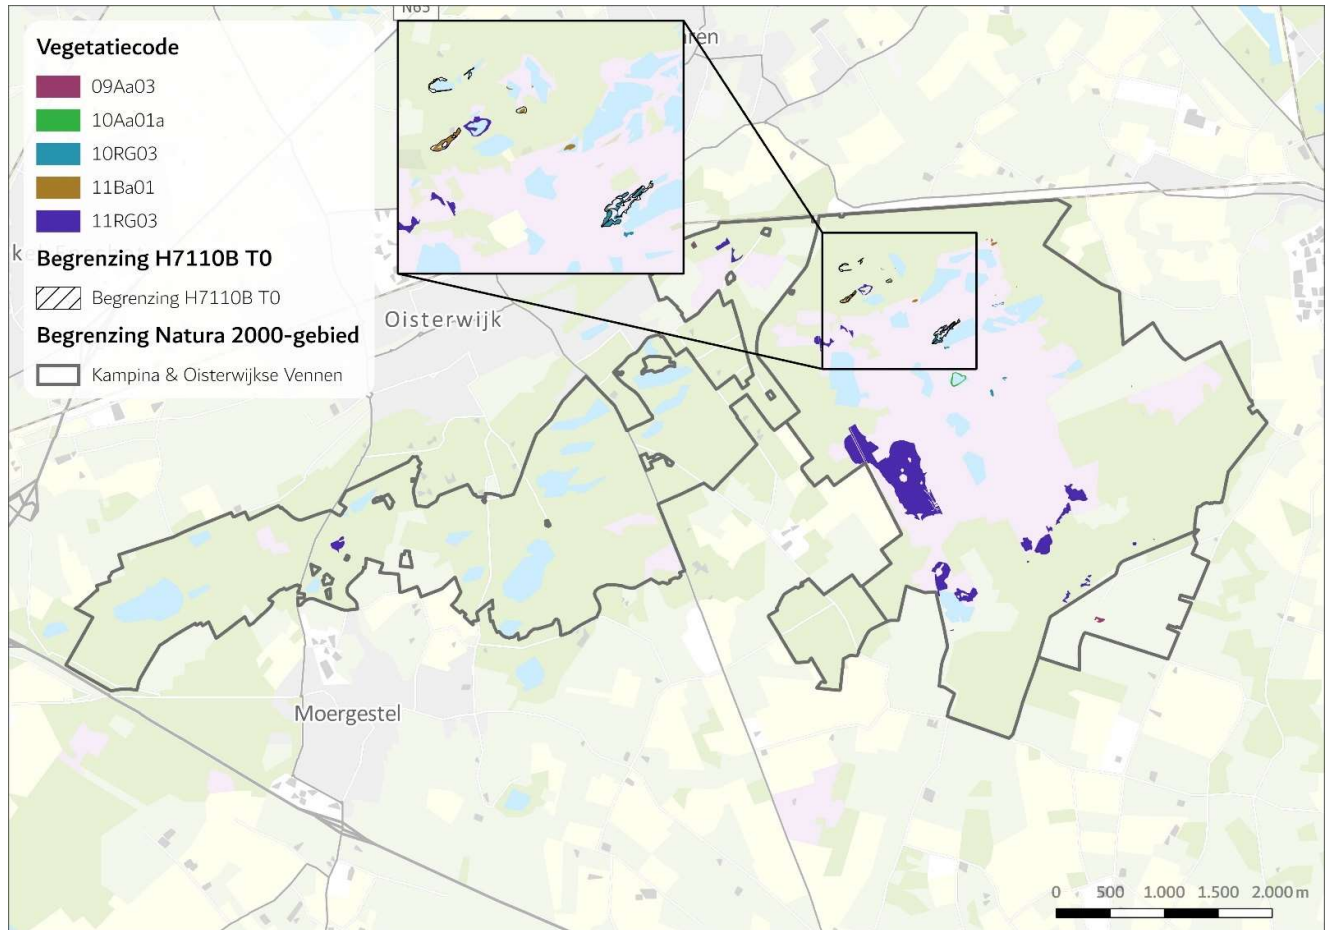 Vegetatiecode
09Aa03
10Aa01a
10RG03
11Ba01
11RG03
Begrenzing H7110B T0
Begrenzing H7110B T0
Begrenzing Natura 2000-gebied
Kampina & Oisterwijkse Vennen
N65
Oisterwijk
Moergestel
0 500 1.000 1.500 2.000 m